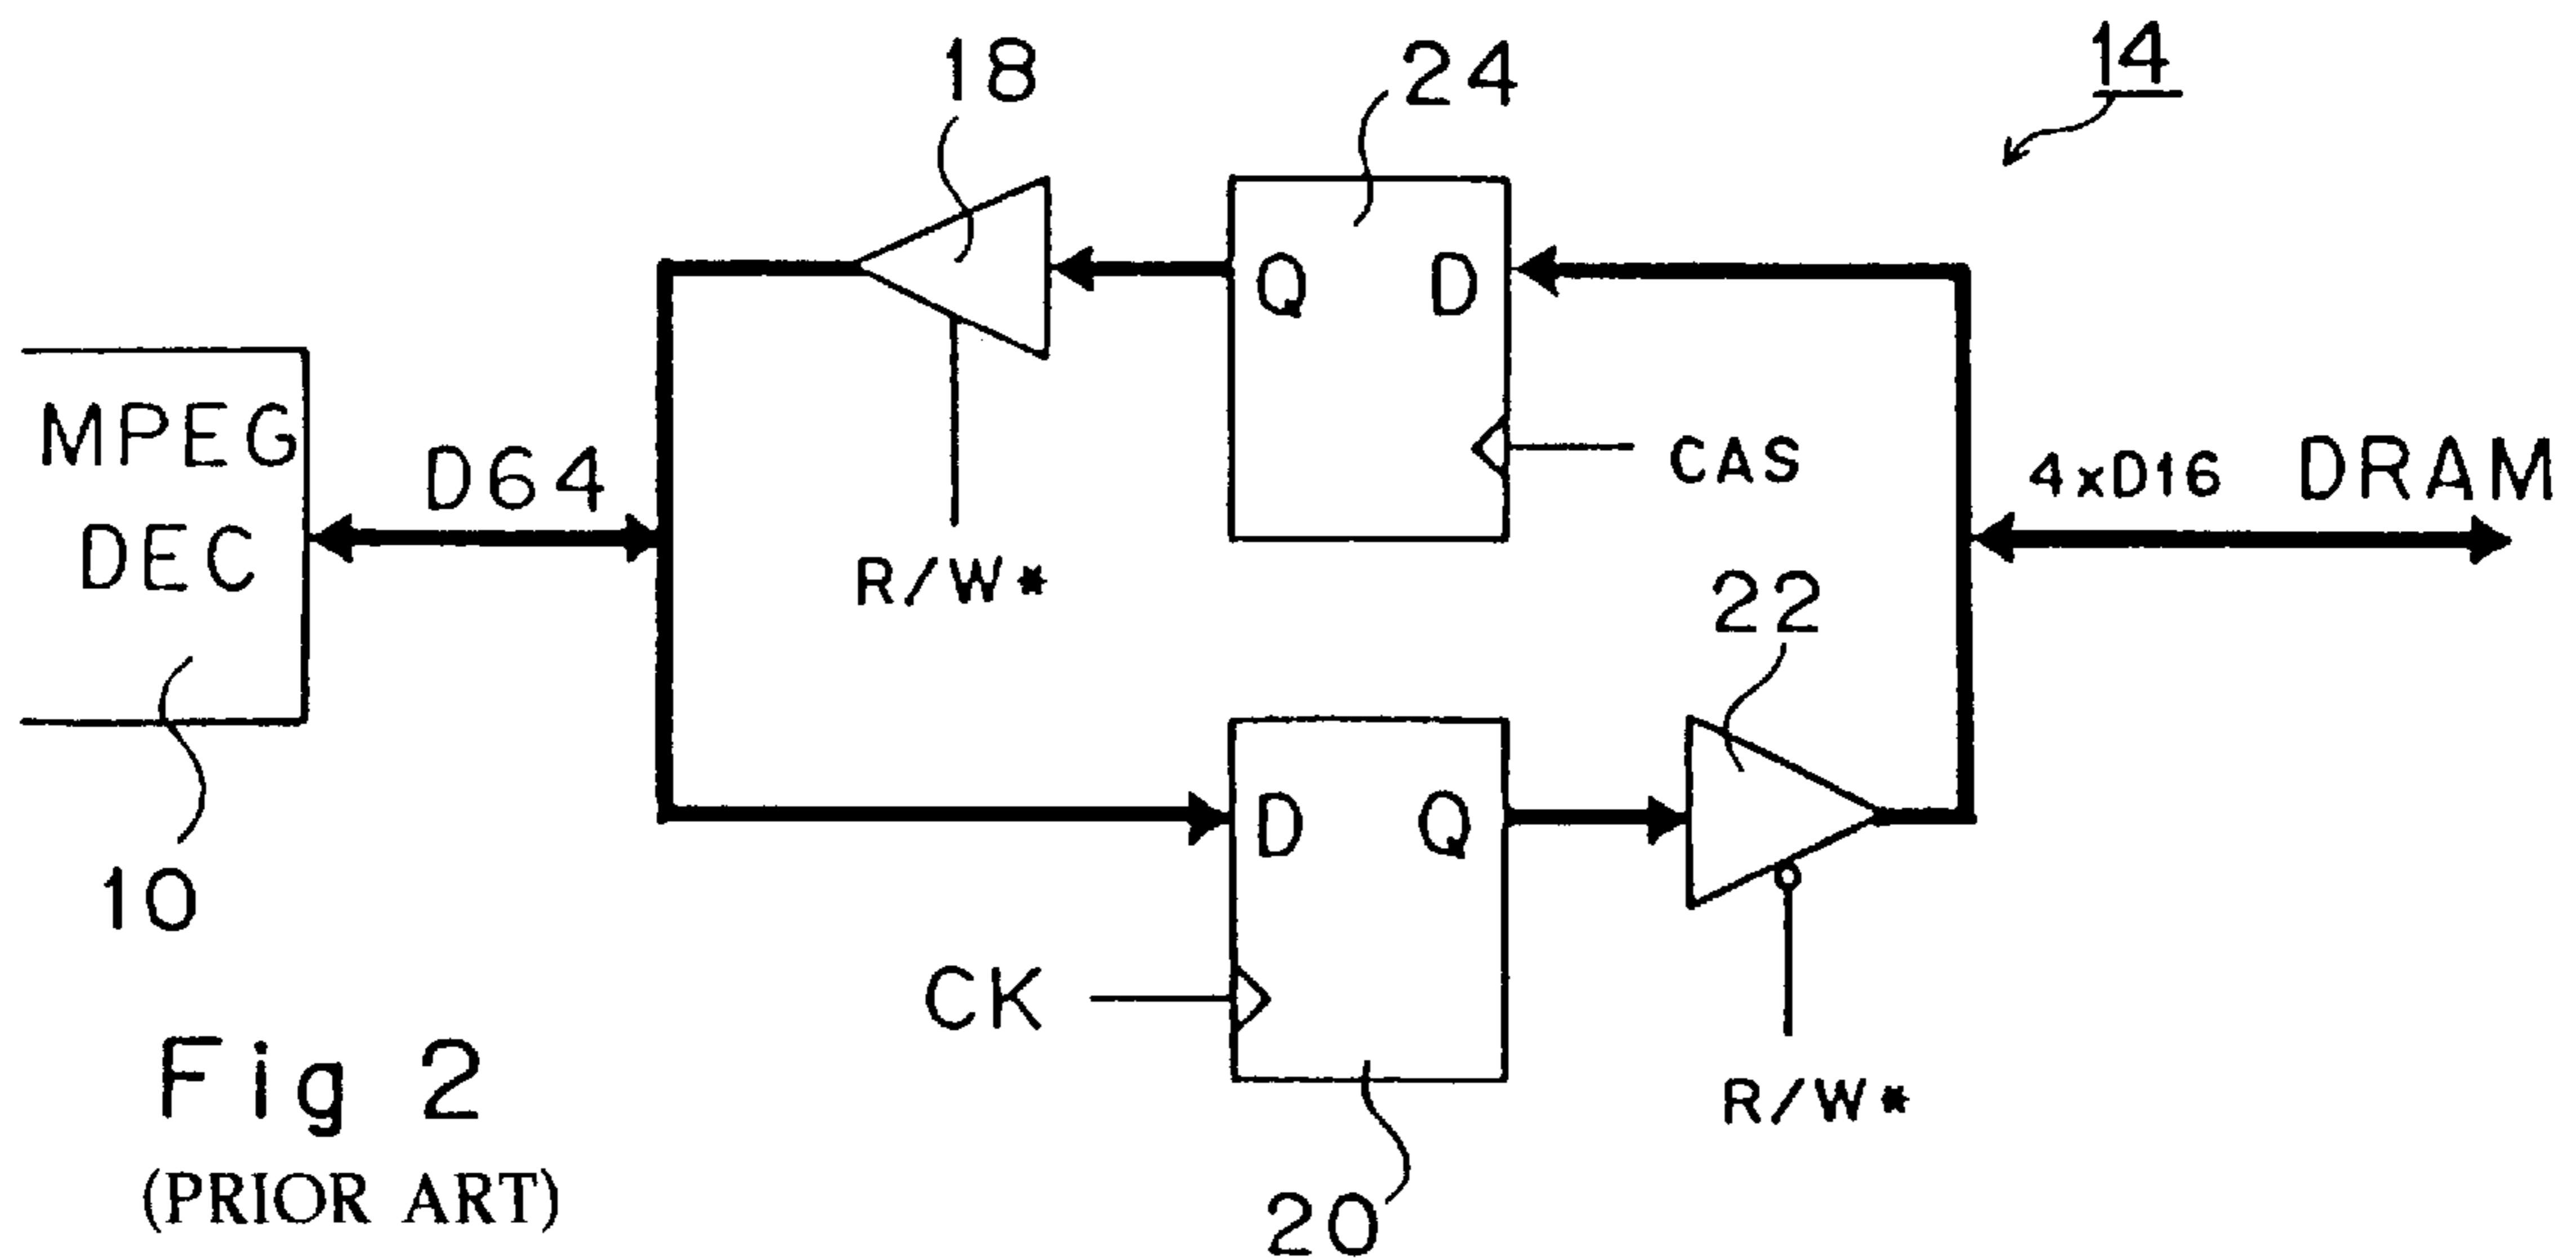 18
24
14
Q D
MPEG
DEC
D64
CAS
4xD16 DRAM
R/W*
22
10
D Q
CK
R/W*
20
Fig 2
(PRIOR ART)